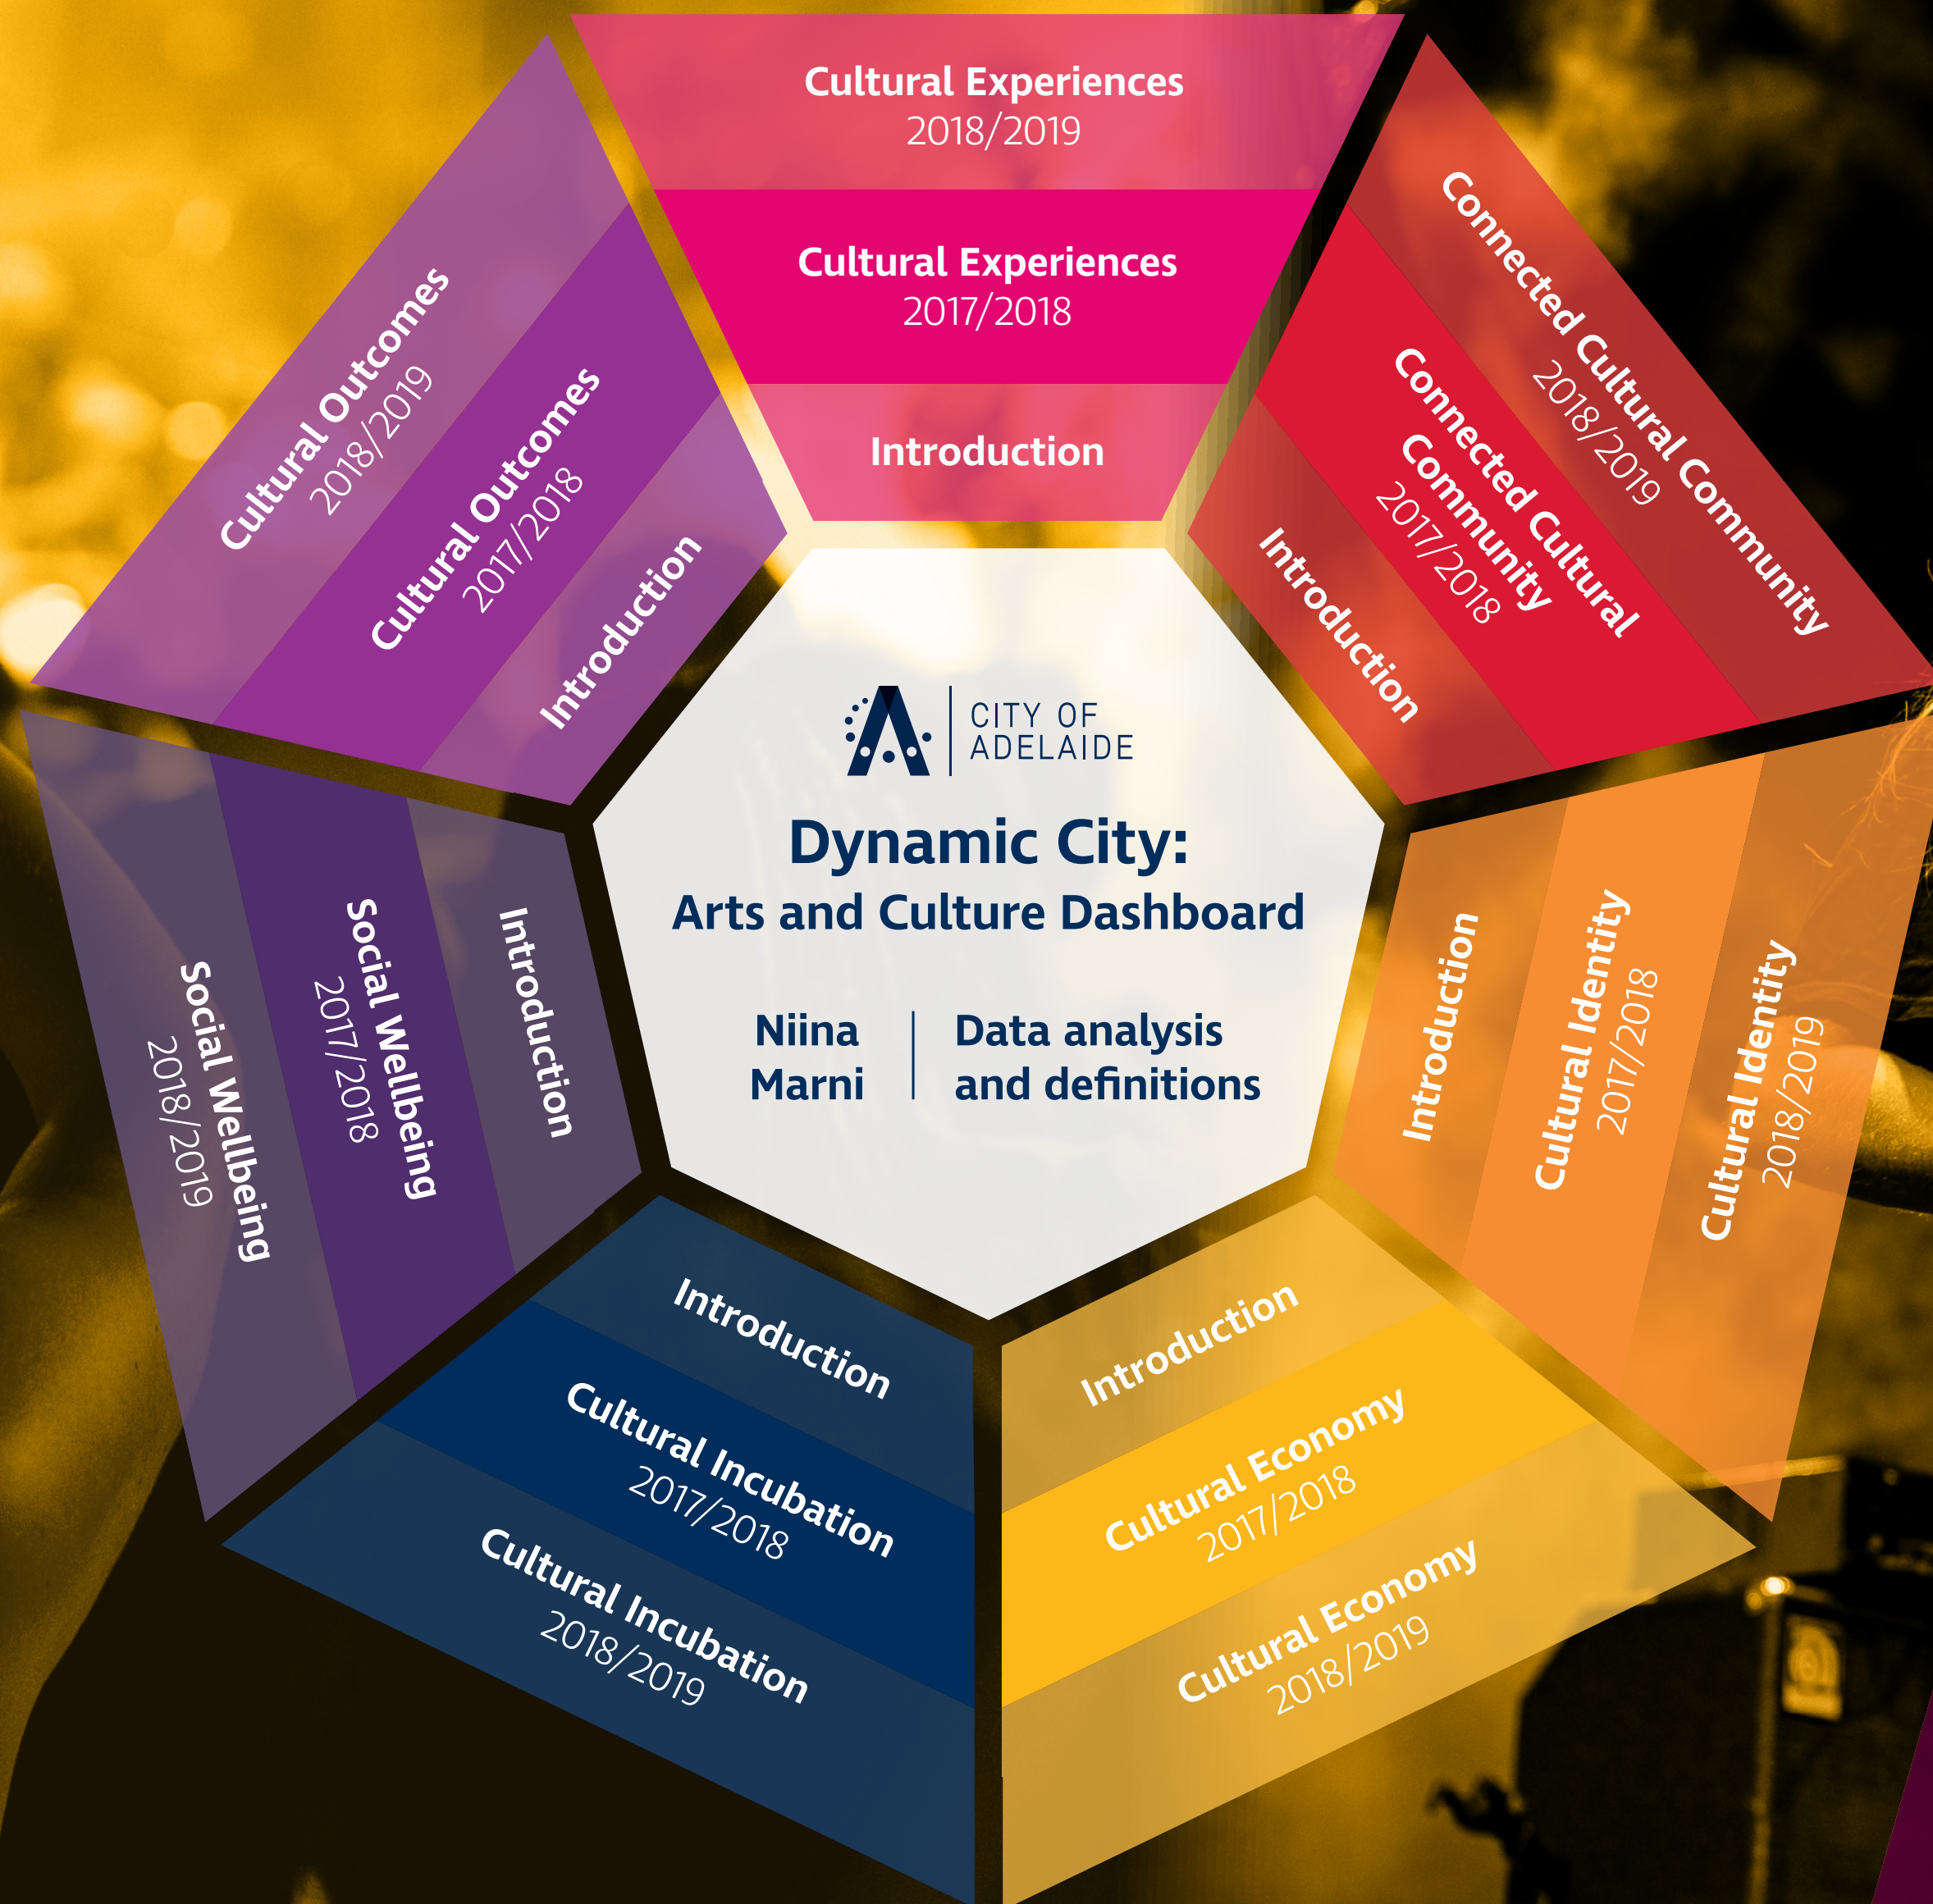 Cultural Experiences
2018/2019
Cultural Experiences
2017/2018
Introduction
Connected Cultural Community
2018/2019
Connected Cultural
Community
2017/2018
Introduction
Introduction
Cultural Identity
2017/2018
Cultural Identity
2018/2019
Introduction
Cultural Economy
2017/2018
Cultural Economy
2018/2019
Introduction
Cultural Incubation
2017/2018
Cultural Incubation
2018/2019
Introduction
Social Wellbeing
2017/2018
Social Wellbeing
2018/2019
Cultural Outcomes
2018/2019
Cultural Outcomes
2017/2018
Introduction
CITY OF
ADELAIDE
Dynamic City:
Arts and Culture Dashboard
Niina
Marni
Data analysis
and definitions